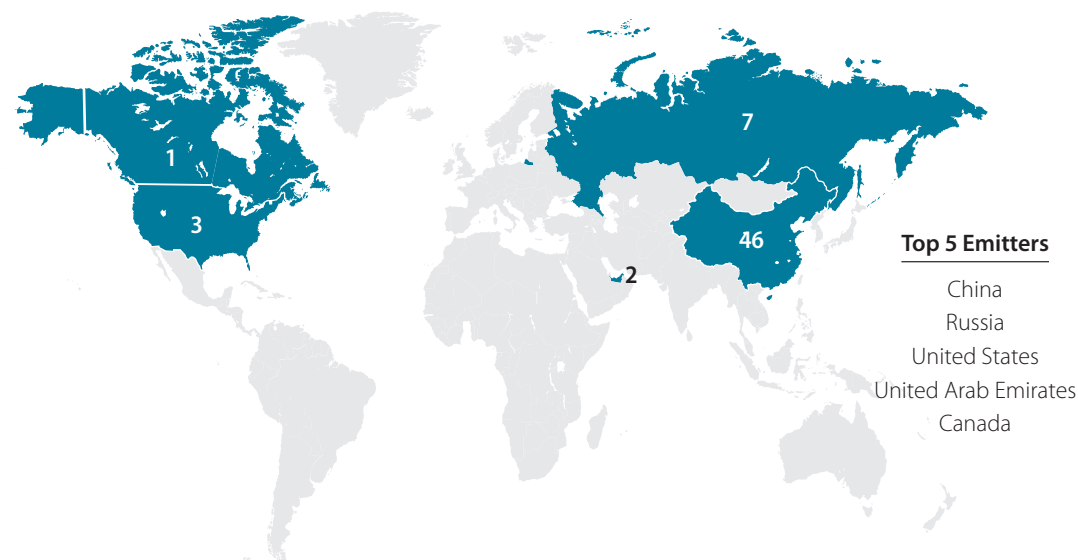 7
1
3
46
2
Top 5 Emitters
China
Russia
United States
United Arab Emirates
Canada